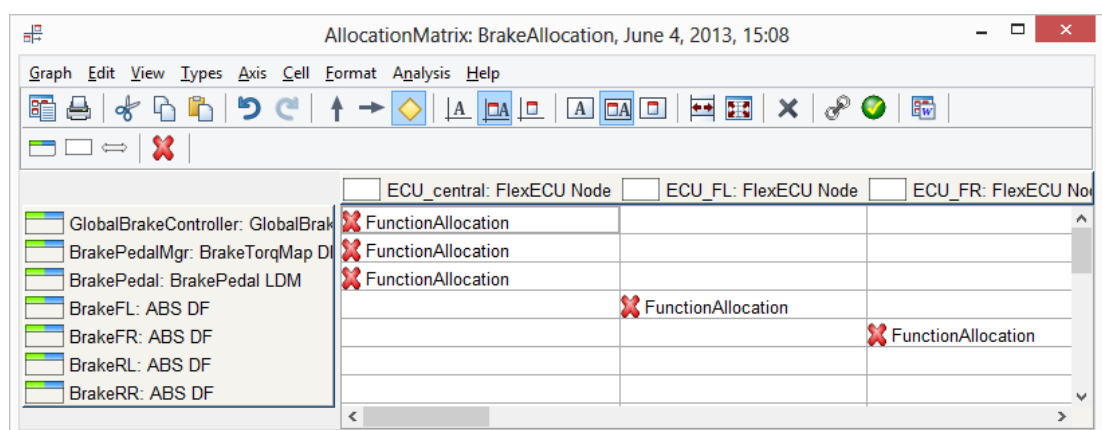 AllocationMatrix: BrakeAllocation, June 4, 2013, 15:08
Graph Edit View Types Axis Cell Format Analysis Help
A A A A
W
ECU_central: FlexECU Node ECU_FL: FlexECU Node ECU_FR: FlexECU No
GlobalBrakeController: GlobalBrak FunctionAllocation
BrakePedalMgr: BrakeTorqMap D FunctionAllocation
BrakePedal: BrakePedal LDM FunctionAllocation
BrakeFL: ABS DF FunctionAllocation
BrakeFR: ABS DF FunctionAllocation
BrakeRL: ABS DF
BrakeRR: ABS DF